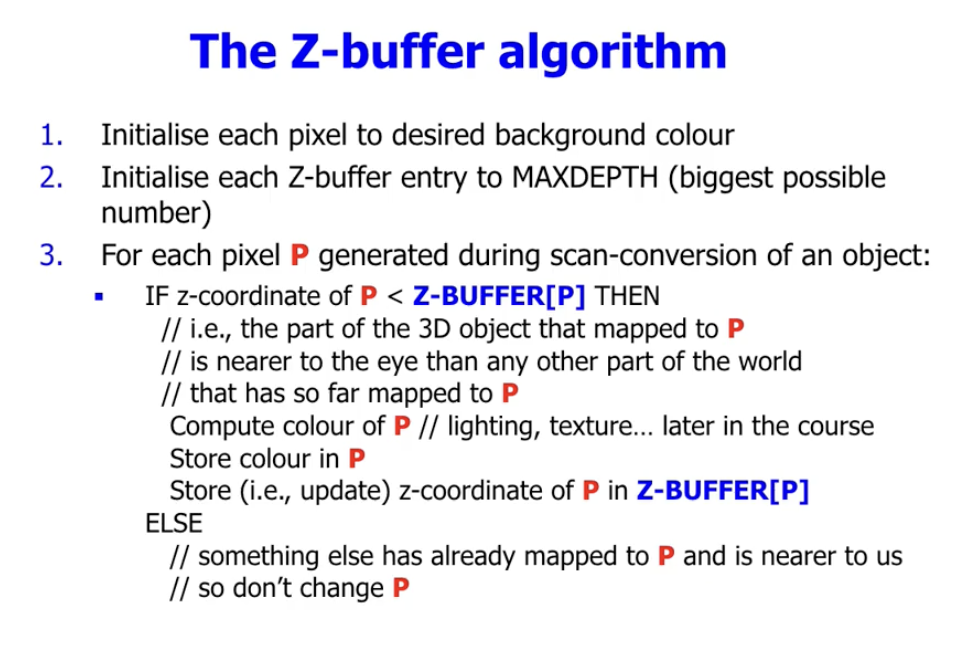 The Z-buffer algorithm
1. Initialise each pixel to desired background colour
2. Initialise each Z-buffer entry to MAXDEPTH (biggest possible
number)
3. For each pixel P generated during scan-conversion of an object:
▪ IF z-coordinate of P < Z-BUFFER[P] THEN
// i.e., the part of the 3D object that mapped to P
// is nearer to the eye than any other part of the world
// that has so far mapped to P
Compute colour of P // lighting, texture... later in the course
Store colour in P
Store (i.e., update) z-coordinate of P in Z-BUFFER[P]
ELSE
// something else has already mapped to P and is nearer to us
// so don’t change P